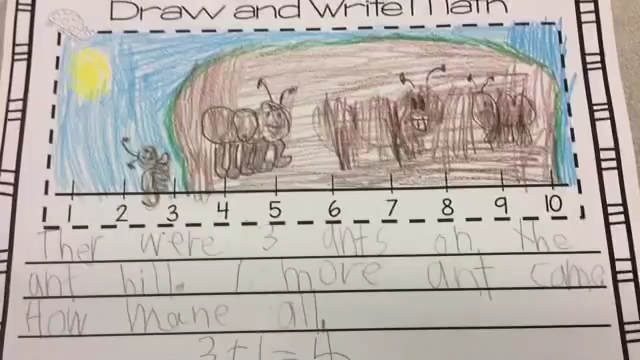 Draw and Write Math
1 2 3 4 5 6 7 8 9 10
Ther were 3 ants on the
ant hill. 1 more ant came
How mane all.
3+1=4